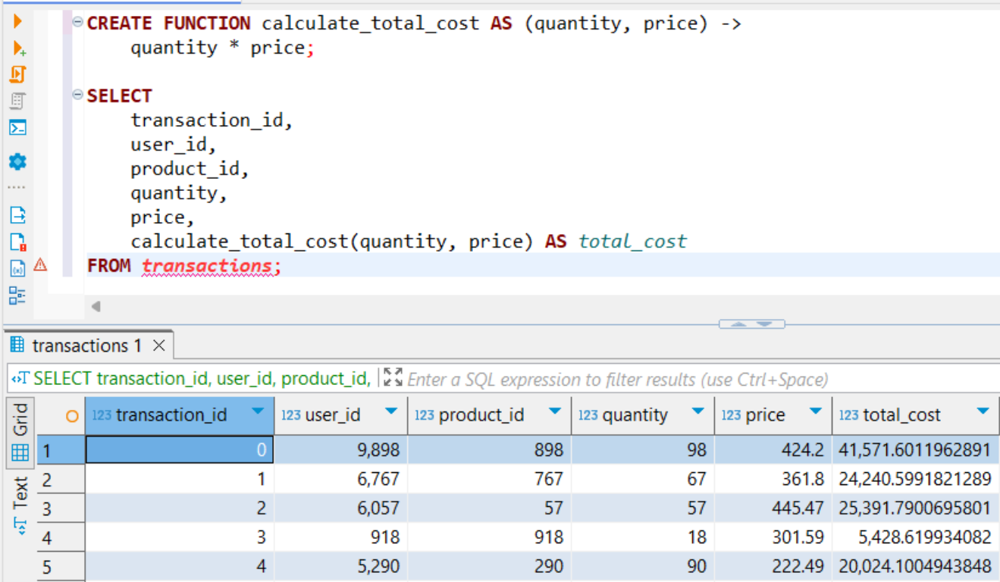 CREATE FUNCTION calculate_total_cost AS (quantity, price) ->
quantity * price;
SELECT
transaction_id,
user_id,
product_id,
quantity,
price,
calculate_total_cost(quantity, price) AS total_cost
FROM transactions;
transactions 1
SELECT transaction_id, user_id, product_id, Enter a SQL expression to filter results (use Ctrl+Space)
Grid
Text
123 transaction_id 123 user_id 123 product_id 123 quantity 123 price 123 total_cost
1 0 9,898 898 98 424.2 41,571.6011962891
2 1 6,767 767 67 361.8 24,240.5991821289
3 2 6,057 57 57 445.47 25,391.7900695801
4 3 918 918 18 301.59 5,428.619934082
5 4 5,290 290 90 222.49 20,024.1004943848